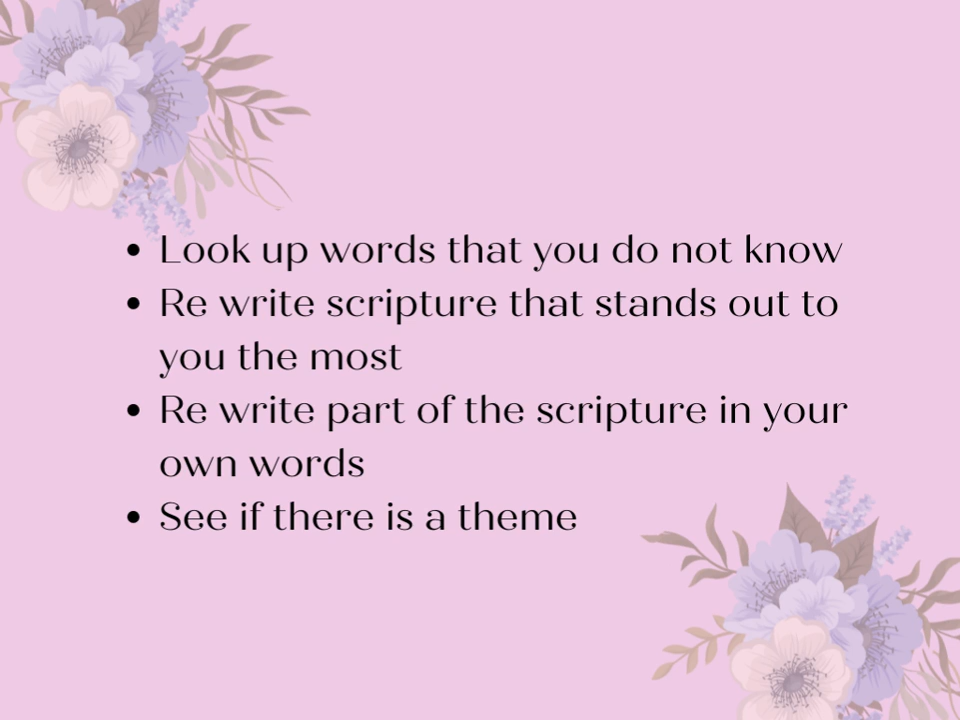 • Look up words that you do not know
• Re write scripture that stands out to
you the most
• Re write part of the scripture in your
own words
• See if there is a theme